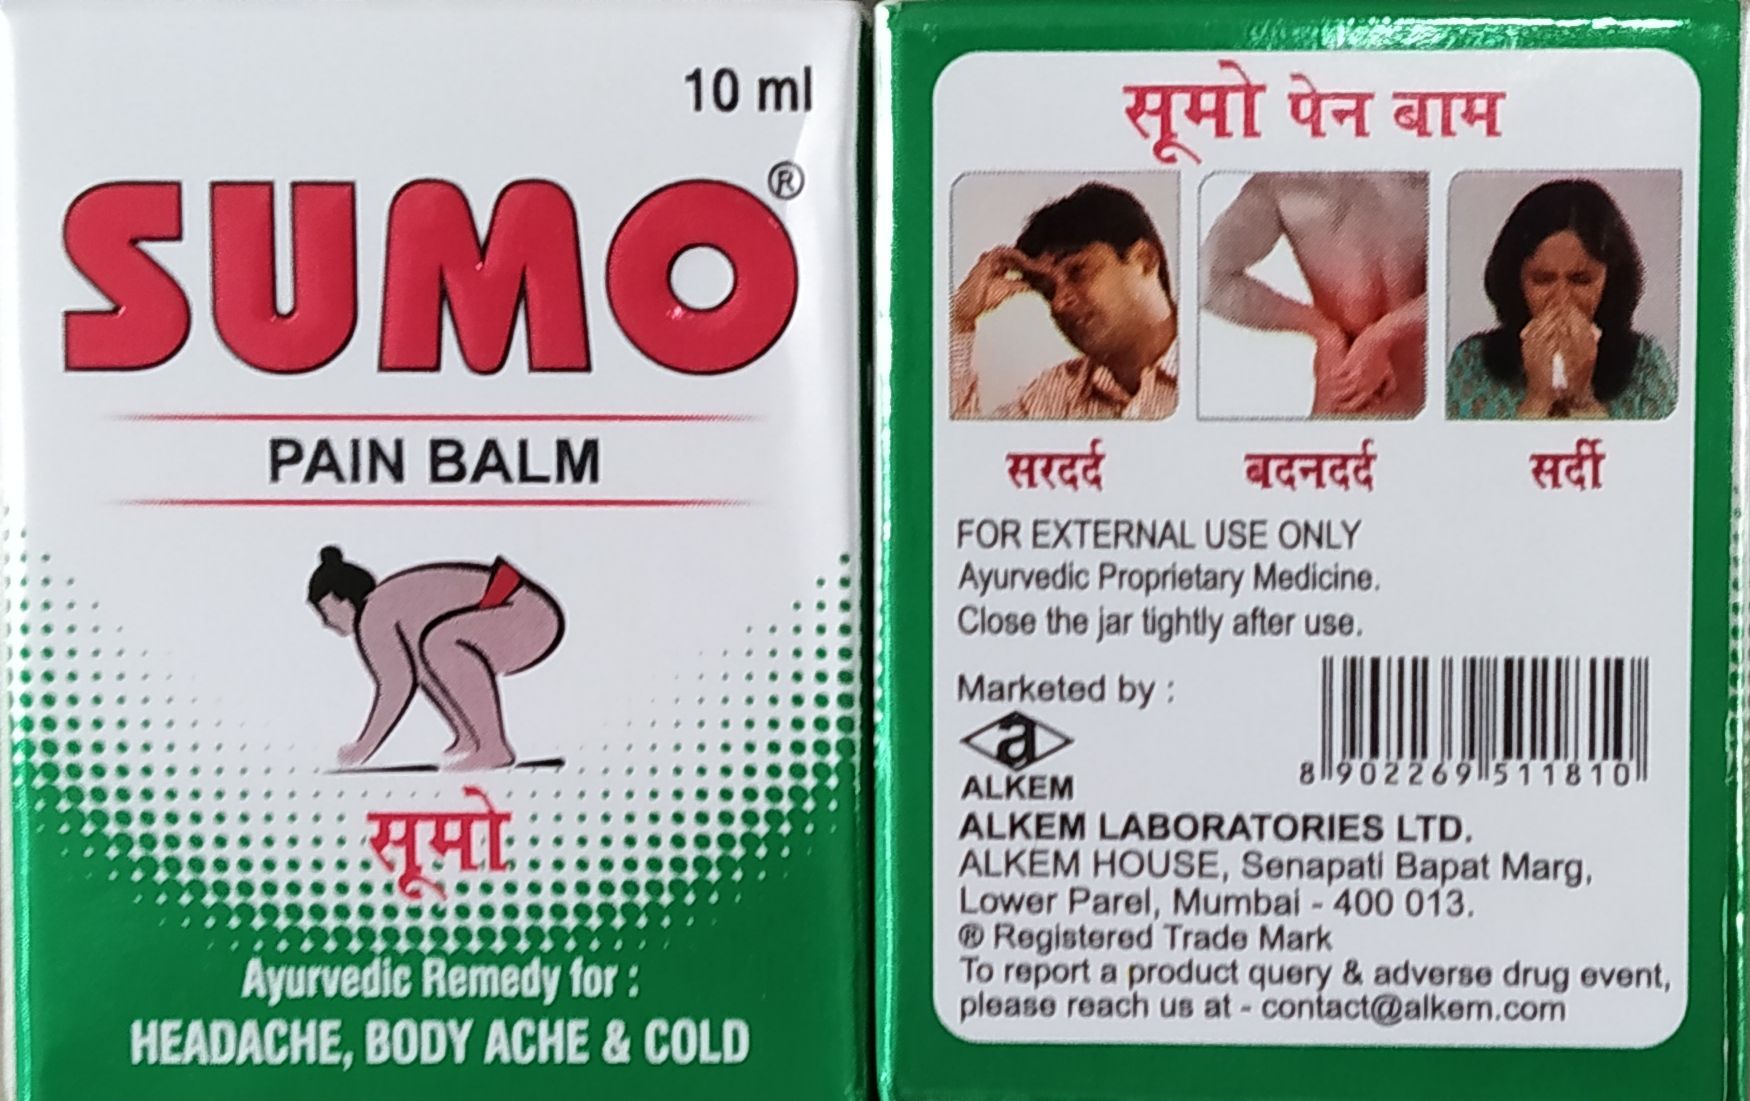 10 ml
SUMO®
PAIN BALM
सूमो
Ayurvedic Remedy for :
HEADACHE, BODY ACHE & COLD
सूमो पेन बाम
सरदर्द बदनदर्द सर्दी
FOR EXTERNAL USE ONLY
Ayurvedic Proprietary Medicine.
Close the jar tightly after use.
Marketed by :
a
ALKEM
8 902269 511810
ALKEM LABORATORIES LTD.
ALKEM HOUSE, Senapati Bapat Marg,
Lower Parel, Mumbai - 400 013.
® Registered Trade Mark
To report a product query & adverse drug event,
please reach us at - contact@alkem.com